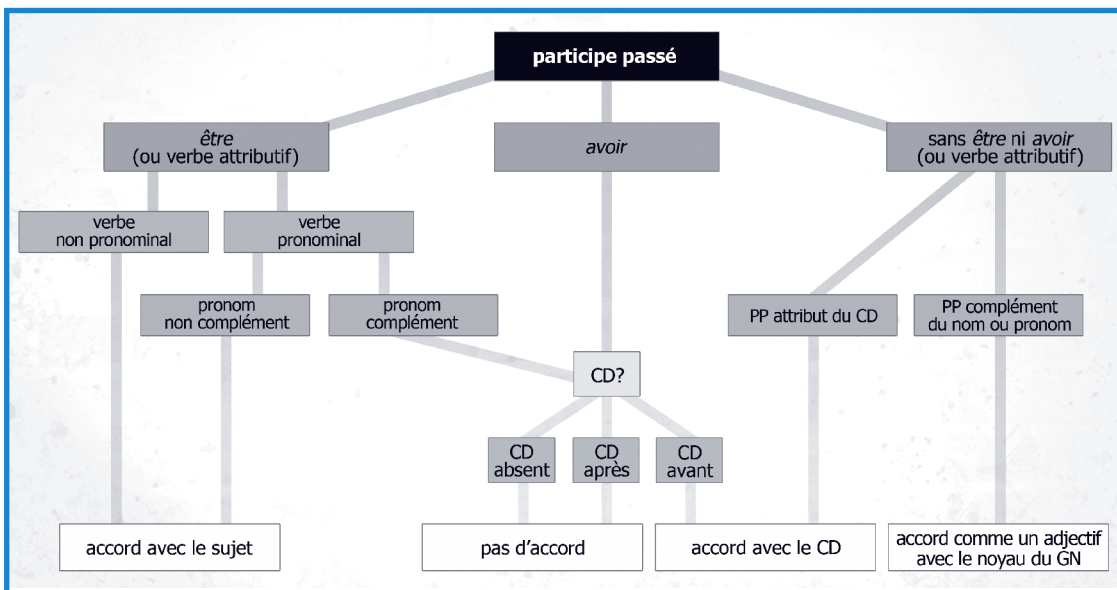 participe passé
être
(ou verbe attributif)
avoir
sans être ni avoir
(ou verbe attributif)
verbe
non pronominal
verbe
pronominal
pronom
non complément
pronom
complément
PP attribut du CD
PP complément
du nom ou pronom
CD?
CD
absent
CD
après
CD
avant
accord avec le sujet
pas d'accord
accord avec le CD
accord comme un adjectif
avec le noyau du GN